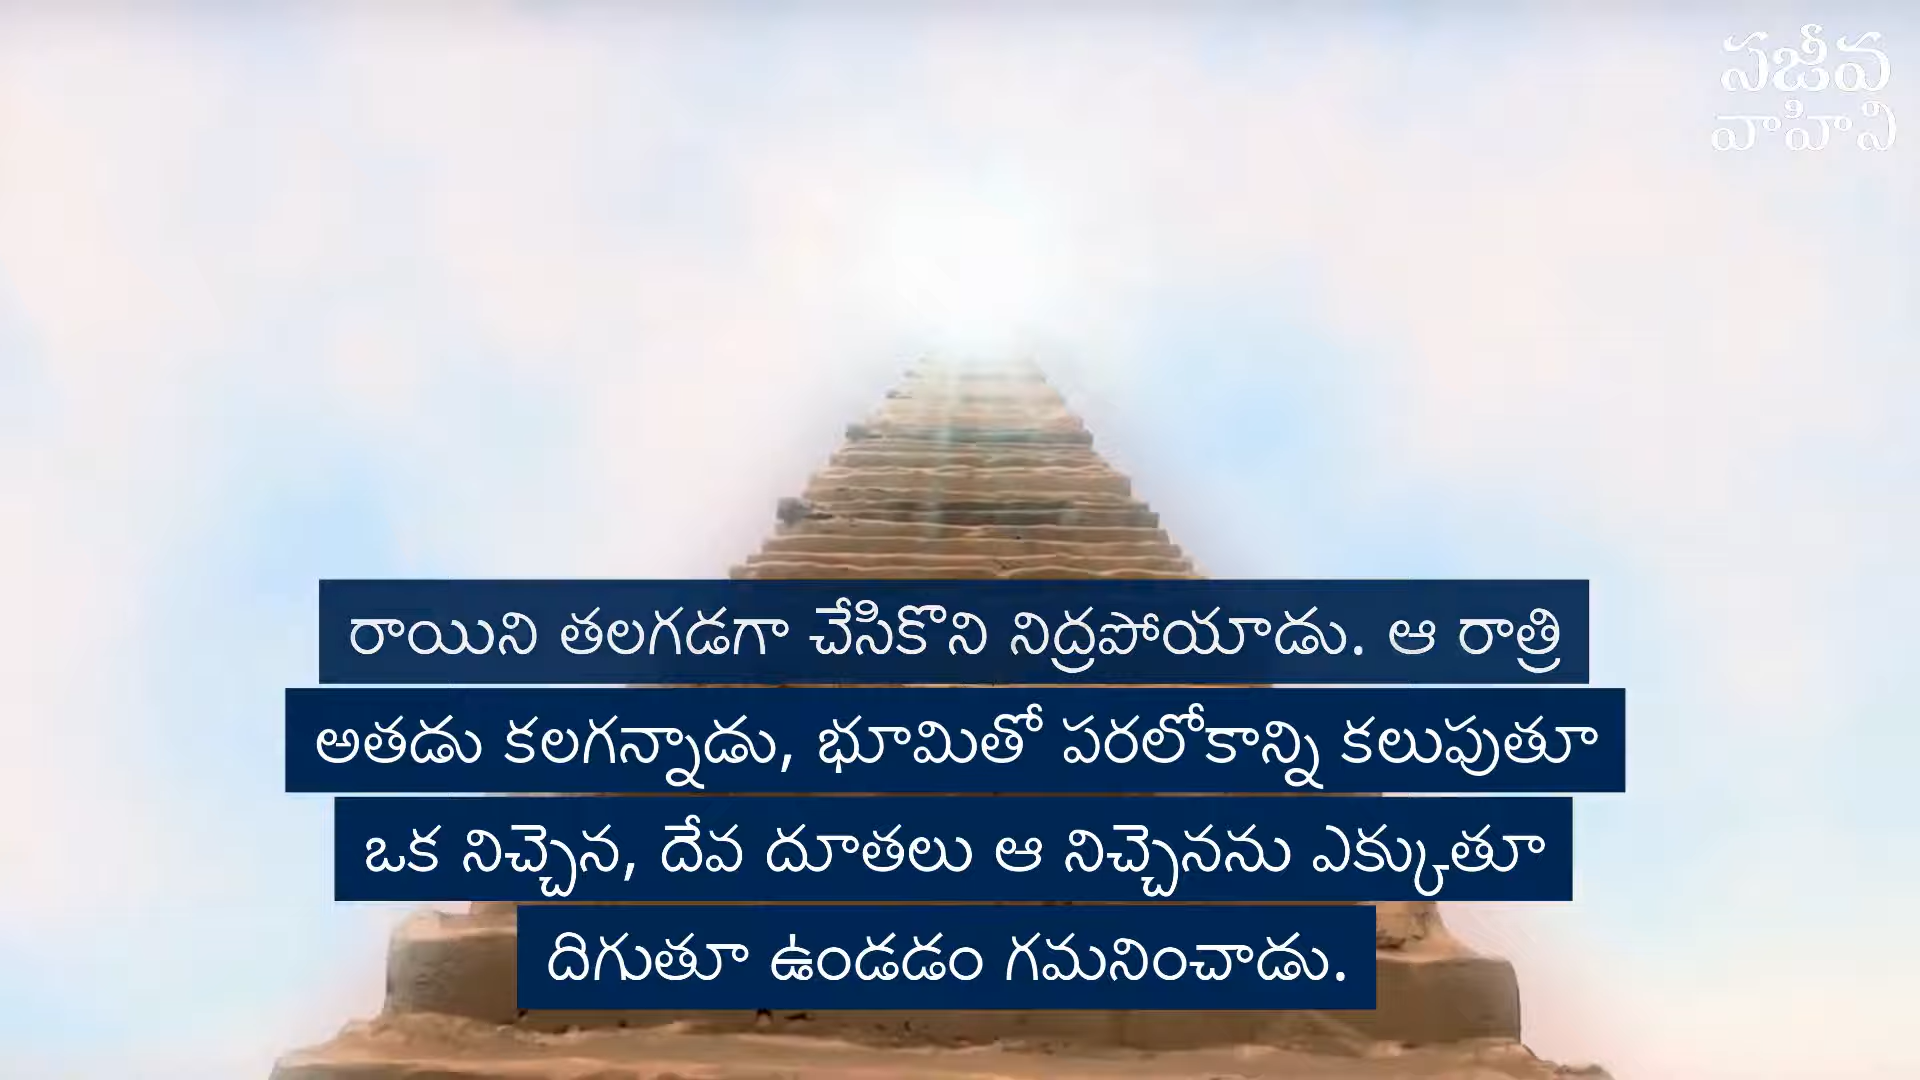 సజీవ
వాహిని
రాయిని తలగడగా చేసికొని నిద్రపోయాడు. ఆ రాత్రి
అతడు కలగన్నాడు, భూమితో పరలోకాన్ని కలుపుతూ
ఒక నిచ్చెన, దేవ దూతలు ఆ నిచ్చెనను ఎక్కుతూ
దిగుతూ ఉండడం గమనించాడు.